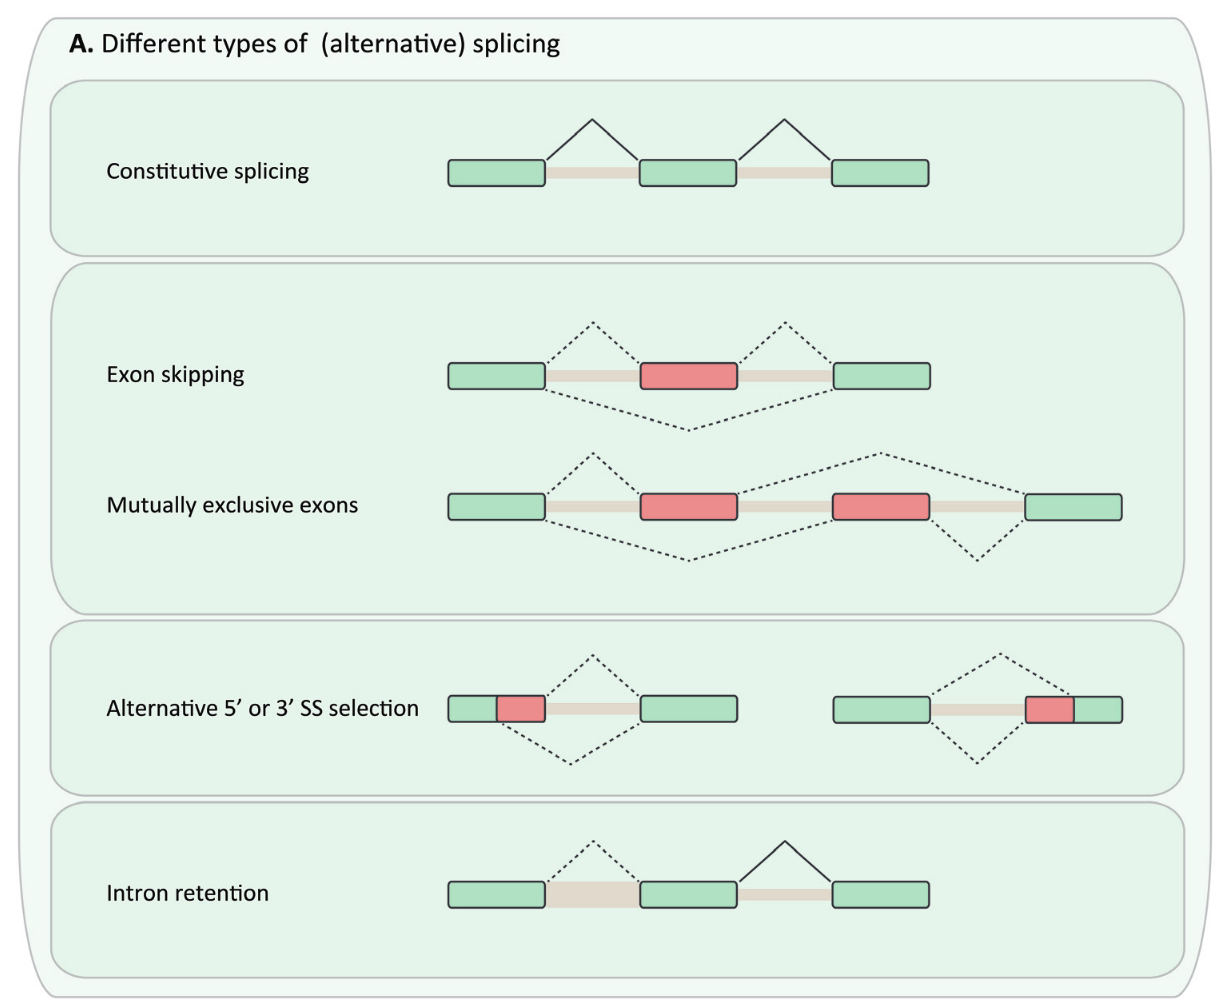 A. Different types of  (alternative) splicing
Constitutive splicing
Exon skipping
Mutually exclusive exons
Alternative 5′ or 3′ SS selection
Intron retention